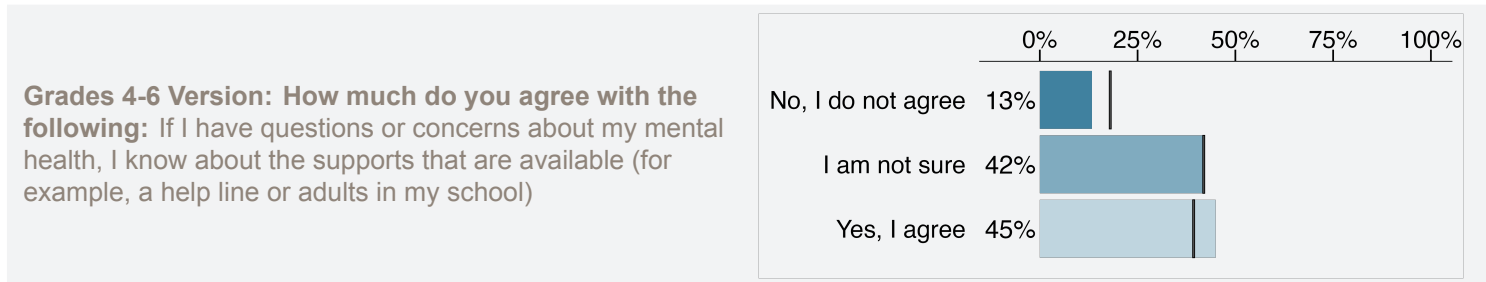 Grades 4-6 Version: How much do you agree with the
following: If I have questions or concerns about my mental
health, I know about the supports that are available (for
example, a help line or adults in my school)
0% 25% 50% 75% 100%
No, I do not agree 13%
I am not sure 42%
Yes, I agree 45%